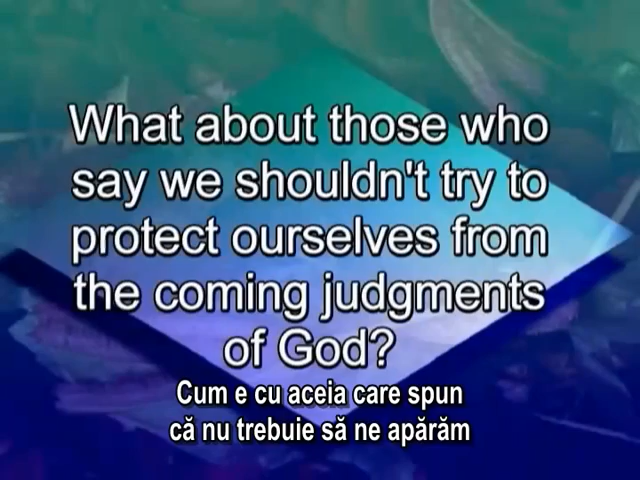 What about those who
say we shouldn't try to
protect ourselves from
the coming judgments
of God?
Cum e cu aceia care spun
că nu trebuie să ne apărăm